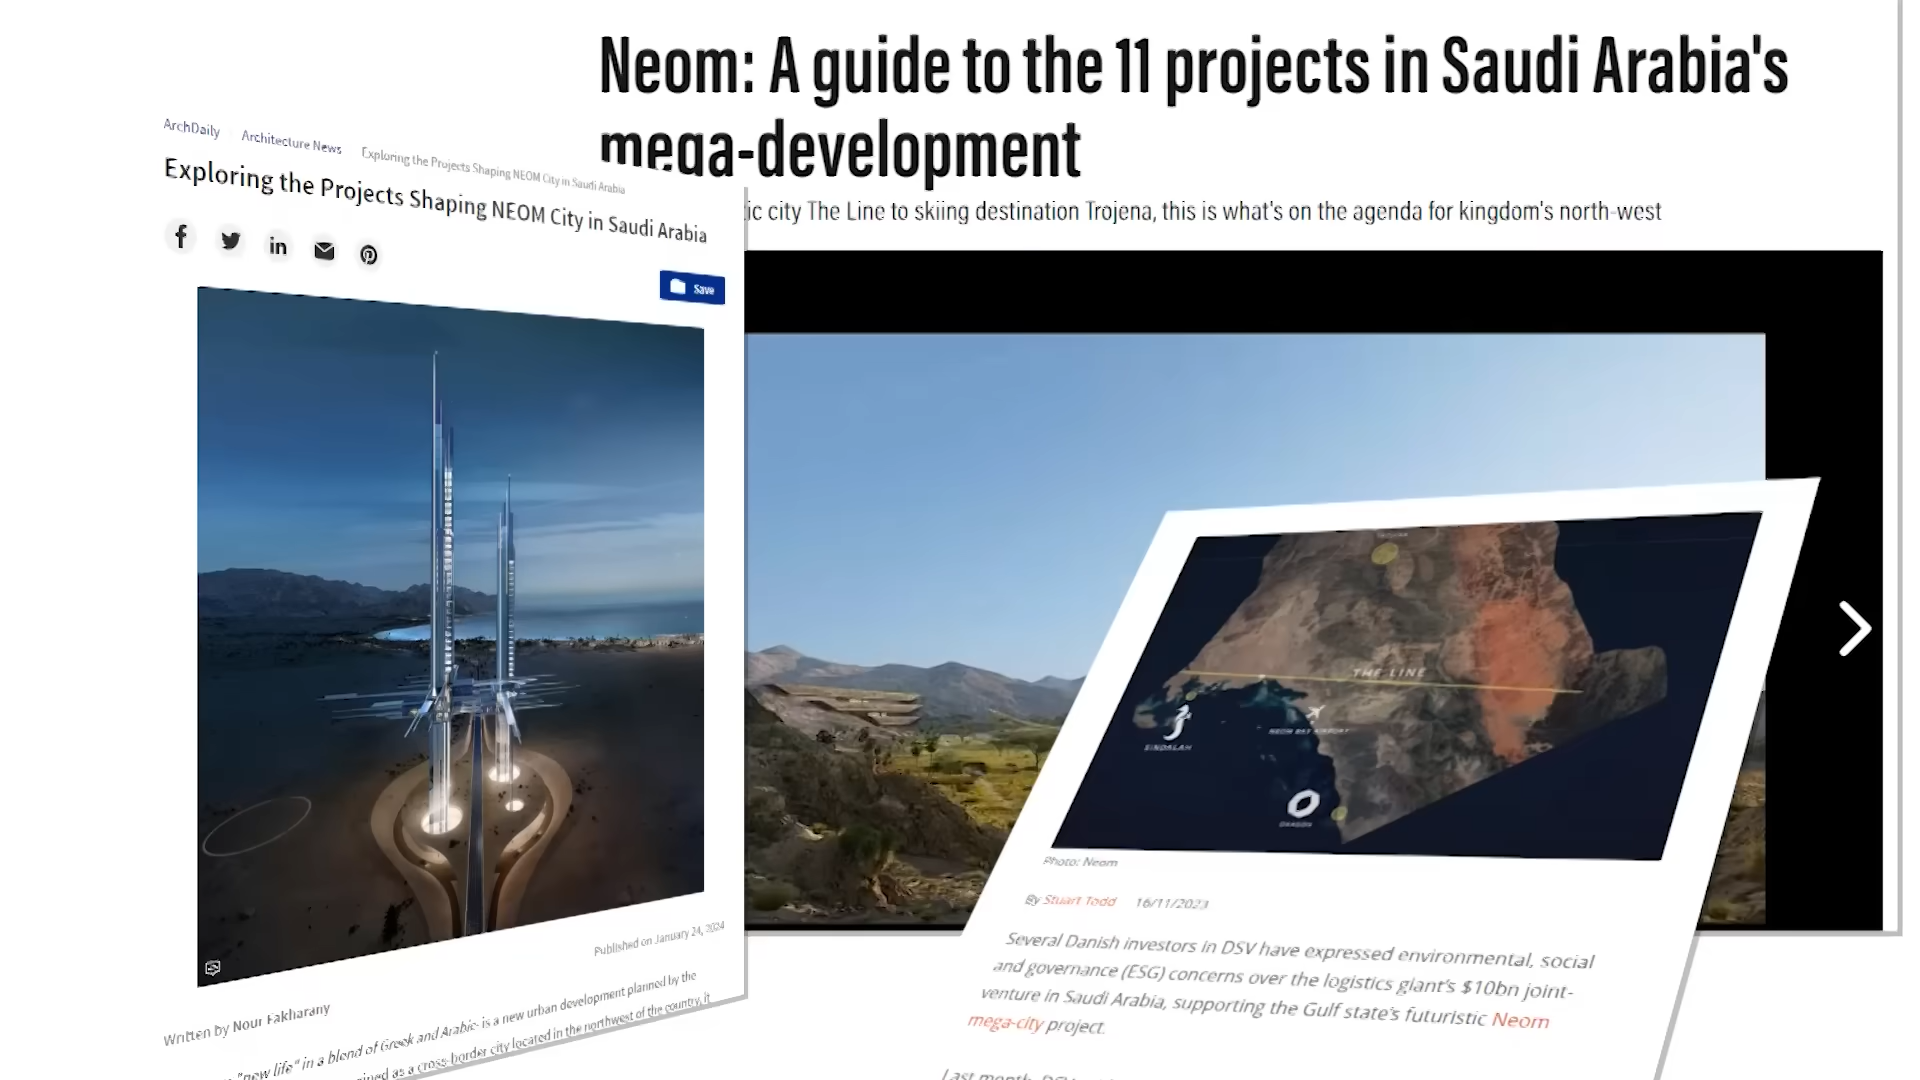 Neom: A guide to the 11 projects in Saudi Arabia's
mega-development
ic city The Line to skiing destination Trojena, this is what's on the agenda for kingdom's north-west
ArchDaily Architecture News Exploring the Projects Shaping NEOM City in Saudi Arabia
Exploring the Projects Shaping NEOM City in Saudi Arabia
Save
Published on January 24, 2024
Written by Nour Fakharany
"new life" in a blend of Greek and Arabic- is a new urban development planned by the
ined as a cross-border city located in the northwest of the country, it
THE LINE
SINDALAH
NEOM BAY AIRPORT
OXAGON
Photo: Neom
By Stuart Todd 16/11/2023
Several Danish investors in DSV have expressed environmental, social
and governance (ESG) concerns over the logistics giant's $10bn joint-
venture in Saudi Arabia, supporting the Gulf state's futuristic Neom
mega-city project.
Last month, DSV